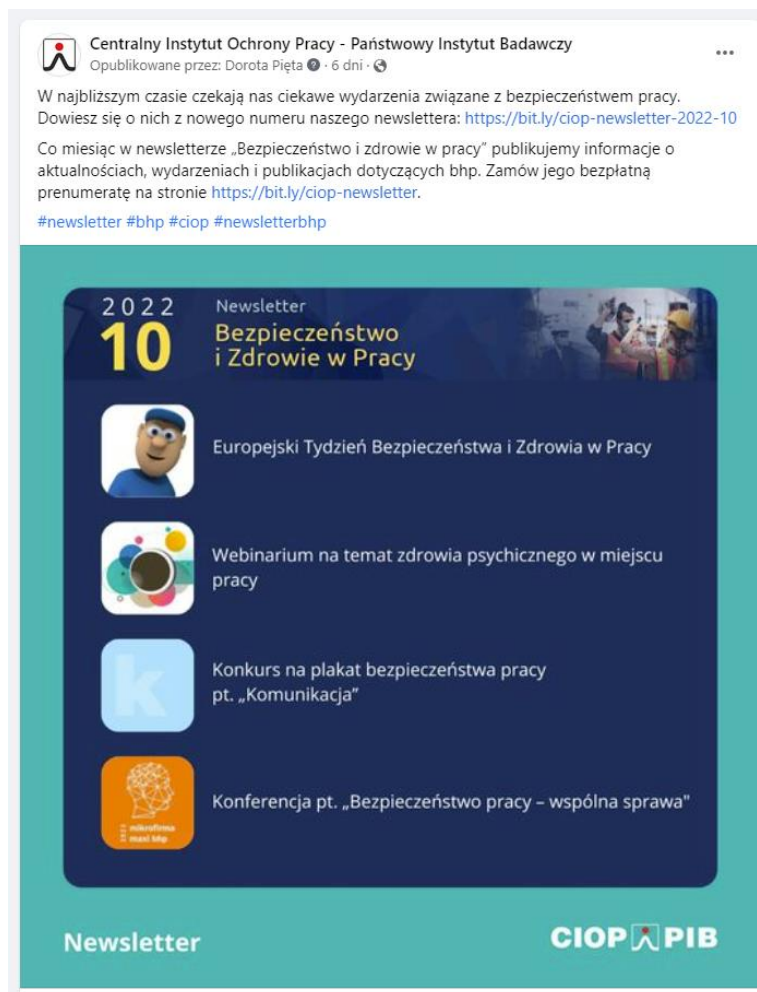 Centralny Instytut Ochrony Pracy - Państwowy Instytut Badawczy
Opublikowane przez: Dorota Pięta · 6 dni ·
W najbliższym czasie czekają nas ciekawe wydarzenia związane z bezpieczeństwem pracy.
Dowiesz się o nich z nowego numeru naszego newslettera: https://bit.ly/ciop-newsletter-2022-10
Co miesiąc w newsletterze „Bezpieczeństwo i zdrowie w pracy” publikujemy informacje o
aktualnościach, wydarzeniach i publikacjach dotyczących bhp. Zamów jego bezpłatną
prenumeratę na stronie https://bit.ly/ciop-newsletter.
#newsletter #bhp #ciop #newsletterbhp
2022
10
Newsletter
Bezpieczeństwo
i Zdrowie w Pracy
Europejski Tydzień Bezpieczeństwa i Zdrowia w Pracy
Webinarium na temat zdrowia psychicznego w miejscu
pracy
k
Konkurs na plakat bezpieczeństwa pracy
pt. „Komunikacja”
2022
mikrofirma
maxi bhp
Konferencja pt. „Bezpieczeństwo pracy – wspólna sprawa"
Newsletter
CIOP PIB